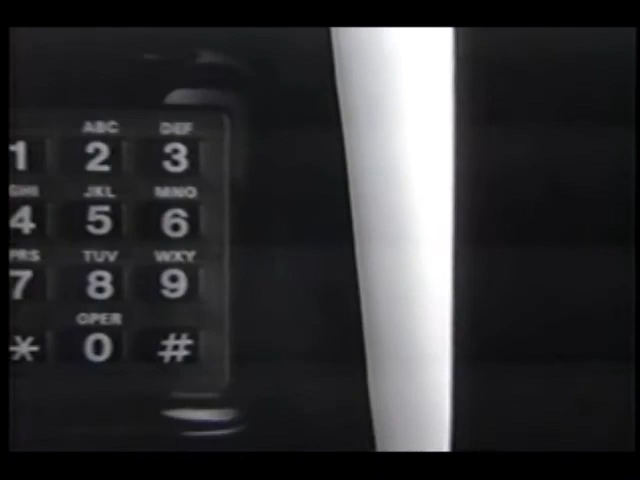 ABC DEF
1 2 3
GHI JKL MNO
4 5 6
PRS TUV WXY
7 8 9
OPER
* 0 #